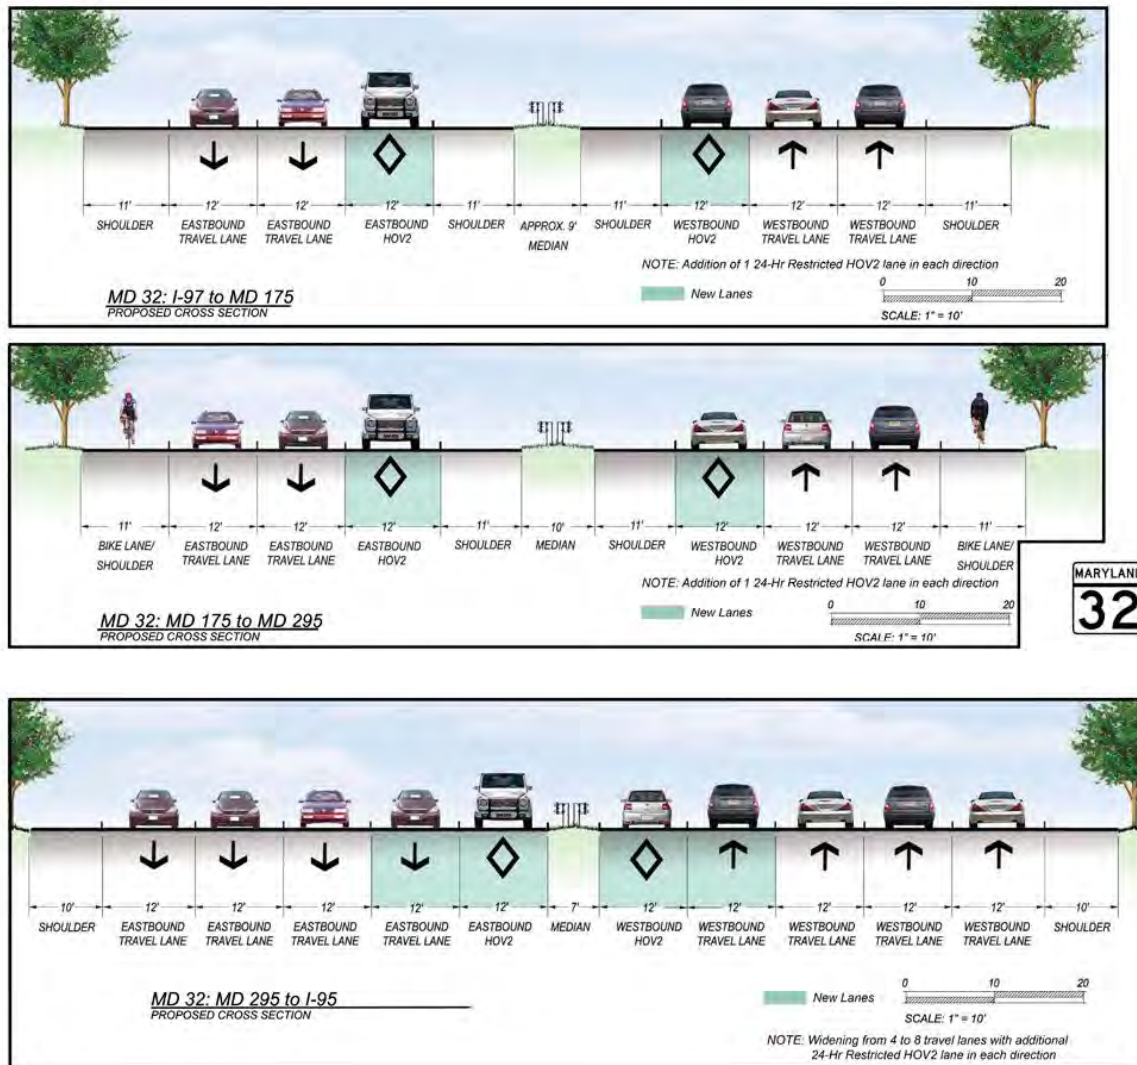 11' 12' 12' 12' 11' APPROX. 9' 11' 12' 12' 12' 11'
SHOULDER EASTBOUND EASTBOUND EASTBOUND SHOULDER MEDIAN SHOULDER WESTBOUND WESTBOUND WESTBOUND SHOULDER
TRAVEL LANE TRAVEL LANE HOV2 HOV2 TRAVEL LANE TRAVEL LANE
NOTE: Addition of 1 24-Hr Restricted HOV2 lane in each direction
MD 32: I-97 to MD 175
PROPOSED CROSS SECTION
New Lanes
0 10 20
SCALE: 1" = 10'
11' 12' 12' 12' 11' 10' 11' 12' 12' 12' 11'
BIKE LANE/ EASTBOUND EASTBOUND EASTBOUND SHOULDER MEDIAN SHOULDER WESTBOUND WESTBOUND WESTBOUND BIKE LANE/
SHOULDER TRAVEL LANE TRAVEL LANE HOV2 HOV2 TRAVEL LANE TRAVEL LANE SHOULDER
NOTE: Addition of 1 24-Hr Restricted HOV2 lane in each direction
MD 32: MD 175 to MD 295
PROPOSED CROSS SECTION
New Lanes
0 10 20
SCALE: 1" = 10'
MARYLAND
32
10' 12' 12' 12' 12' 12' 7' 12' 12' 12' 12' 12' 10'
SHOULDER EASTBOUND EASTBOUND EASTBOUND EASTBOUND EASTBOUND MEDIAN WESTBOUND WESTBOUND WESTBOUND WESTBOUND WESTBOUND SHOULDER
TRAVEL LANE TRAVEL LANE TRAVEL LANE TRAVEL LANE HOV2 HOV2 TRAVEL LANE TRAVEL LANE TRAVEL LANE TRAVEL LANE
MD 32: MD 295 to I-95
PROPOSED CROSS SECTION
New Lanes
0 10 20
SCALE: 1" = 10'
NOTE: Widening from 4 to 8 travel lanes with additional
24-Hr Restricted HOV2 lane in each direction